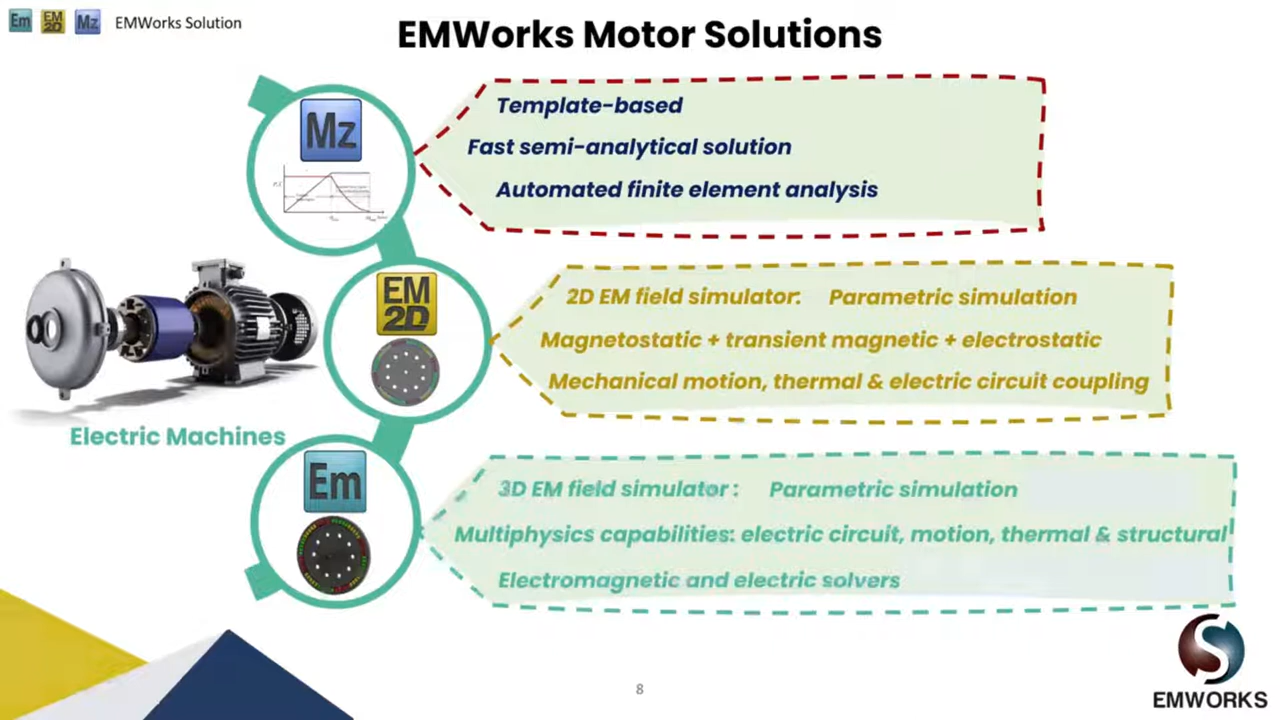 Em EM 2D Mz EMWorks Solution
EMWorks Motor Solutions
Mz
Template-based
Fast semi-analytical solution
Automated finite element analysis
EM
2D
2D EM field simulator: Parametric simulation
Magnetostatic + transient magnetic + electrostatic
Mechanical motion, thermal & electric circuit coupling
Electric Machines
Em
3D EM field simulator : Parametric simulation
Multiphysics capabilities: electric circuit, motion, thermal & structural
Electromagnetic and electric solvers
8
EMWORKS